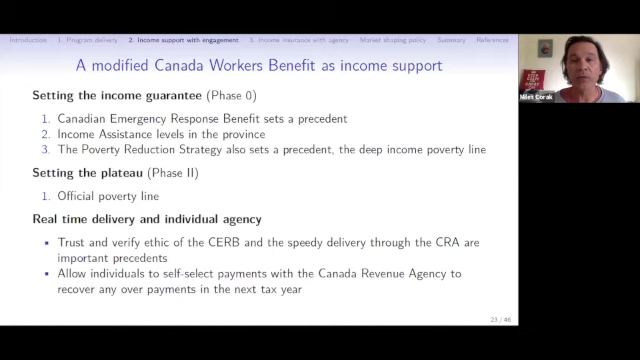 Introduction 1. Program delivery 2. Income support with engagement 3. Income insurance with agency Market shaping policy Summary References
A modified Canada Workers Benefit as income support
Setting the income guarantee (Phase 0)
1. Canadian Emergency Response Benefit sets a precedent
2. Income Assistance levels in the province
3. The Poverty Reduction Strategy also sets a precedent, the deep income poverty line
Setting the plateau (Phase II)
1. Official poverty line
Real time delivery and individual agency
Trust and verify ethic of the CERB and the speedy delivery through the CRA are
important precedents
Allow individuals to self-select payments with the Canada Revenue Agency to
recover any over payments in the next tax year
23 / 46
Miles Corak